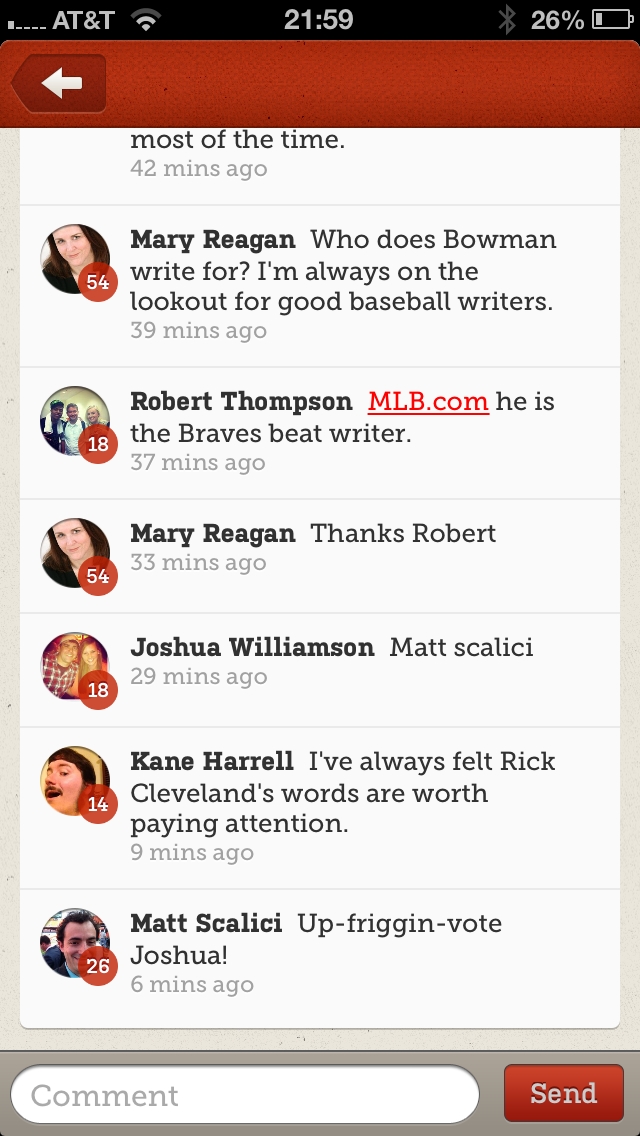 AT&T 21:59 26%
most of the time.
42 mins ago
Mary Reagan Who does Bowman
write for? I'm always on the
lookout for good baseball writers.
39 mins ago
54
Robert Thompson MLB.com he is
the Braves beat writer.
37 mins ago
18
Mary Reagan Thanks Robert
33 mins ago
54
Joshua Williamson Matt scalici
29 mins ago
18
Kane Harrell I've always felt Rick
Cleveland's words are worth
paying attention.
9 mins ago
14
Matt Scalici Up-friggin-vote
Joshua!
6 mins ago
26
Comment Send